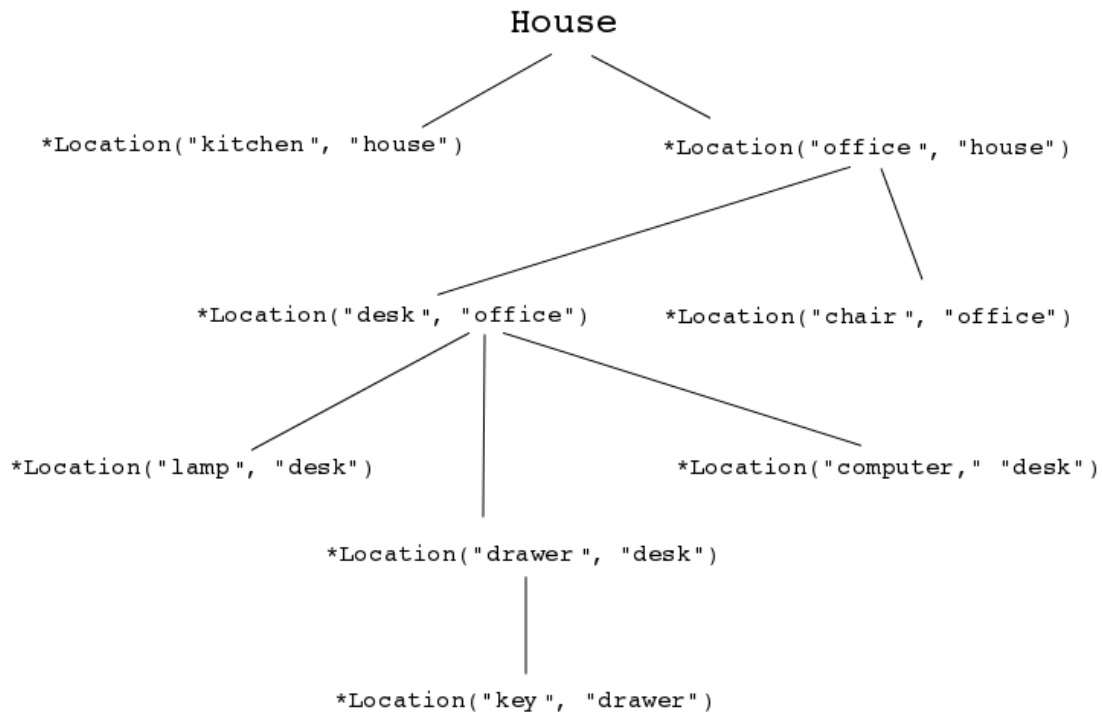 House
*Location("kitchen", "house")
*Location("office", "house")
*Location("desk", "office")
*Location("chair", "office")
*Location("lamp", "desk")
*Location("computer," "desk")
*Location("drawer", "desk")
*Location("key", "drawer")